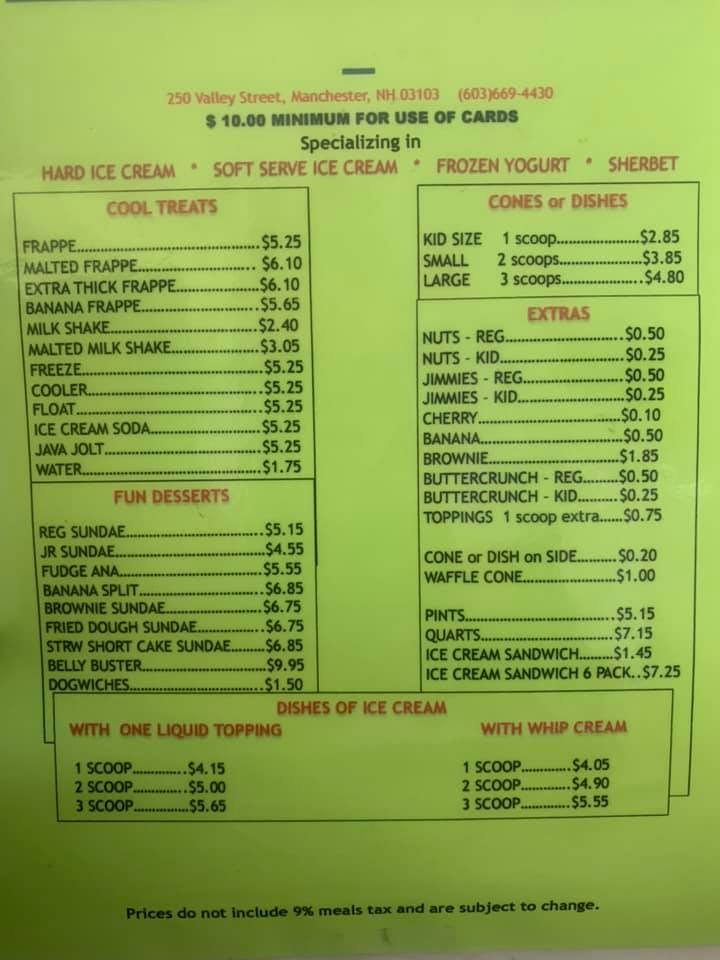 250 Valley Street, Manchester, NH 03103 (603)669-4430
$ 10.00 MINIMUM FOR USE OF CARDS
Specializing in
HARD ICE CREAM * SOFT SERVE ICE CREAM * FROZEN YOGURT * SHERBET
COOL TREATS
FRAPPE..............................$5.25
MALTED FRAPPE.................... $6.10
EXTRA THICK FRAPPE..............$6.10
BANANA FRAPPE....................$5.65
MILK SHAKE.........................$2.40
MALTED MILK SHAKE...............$3.05
FREEZE..............................$5.25
COOLER..............................$5.25
FLOAT................................$5.25
ICE CREAM SODA...................$5.25
JAVA JOLT..........................$5.25
WATER...............................$1.75
FUN DESSERTS
REG SUNDAE........................$5.15
JR SUNDAE..........................$4.55
FUDGE ANA.........................$5.55
BANANA SPLIT.....................$6.85
BROWNIE SUNDAE.................$6.75
FRIED DOUGH SUNDAE............$6.75
STRW SHORT CAKE SUNDAE......$6.85
BELLY BUSTER.....................$9.95
DOGWICHES........................$1.50
CONES or DISHES
KID SIZE 1 scoop..................$2.85
SMALL 2 scoops..................$3.85
LARGE 3 scoops..................$4.80
EXTRAS
NUTS - REG.........................$0.50
NUTS - KID..........................$0.25
JIMMIES - REG.....................$0.50
JIMMIES - KID......................$0.25
CHERRY..............................$0.10
BANANA..............................$0.50
BROWNIE............................$1.85
BUTTERCRUNCH - REG.........$0.50
BUTTERCRUNCH - KID.......... $0.25
TOPPINGS 1 scoop extra......$0.75
CONE or DISH on SIDE......... $0.20
WAFFLE CONE....................$1.00
PINTS................................$5.15
QUARTS.............................$7.15
ICE CREAM SANDWICH.........$1.45
ICE CREAM SANDWICH 6 PACK..$7.25
DISHES OF ICE CREAM
WITH ONE LIQUID TOPPING
1 SCOOP..............$4.15
2 SCOOP..............$5.00
3 SCOOP..............$5.65
WITH WHIP CREAM
1 SCOOP.............$4.05
2 SCOOP.............$4.90
3 SCOOP.............$5.55
Prices do not include 9% meals tax and are subject to change.